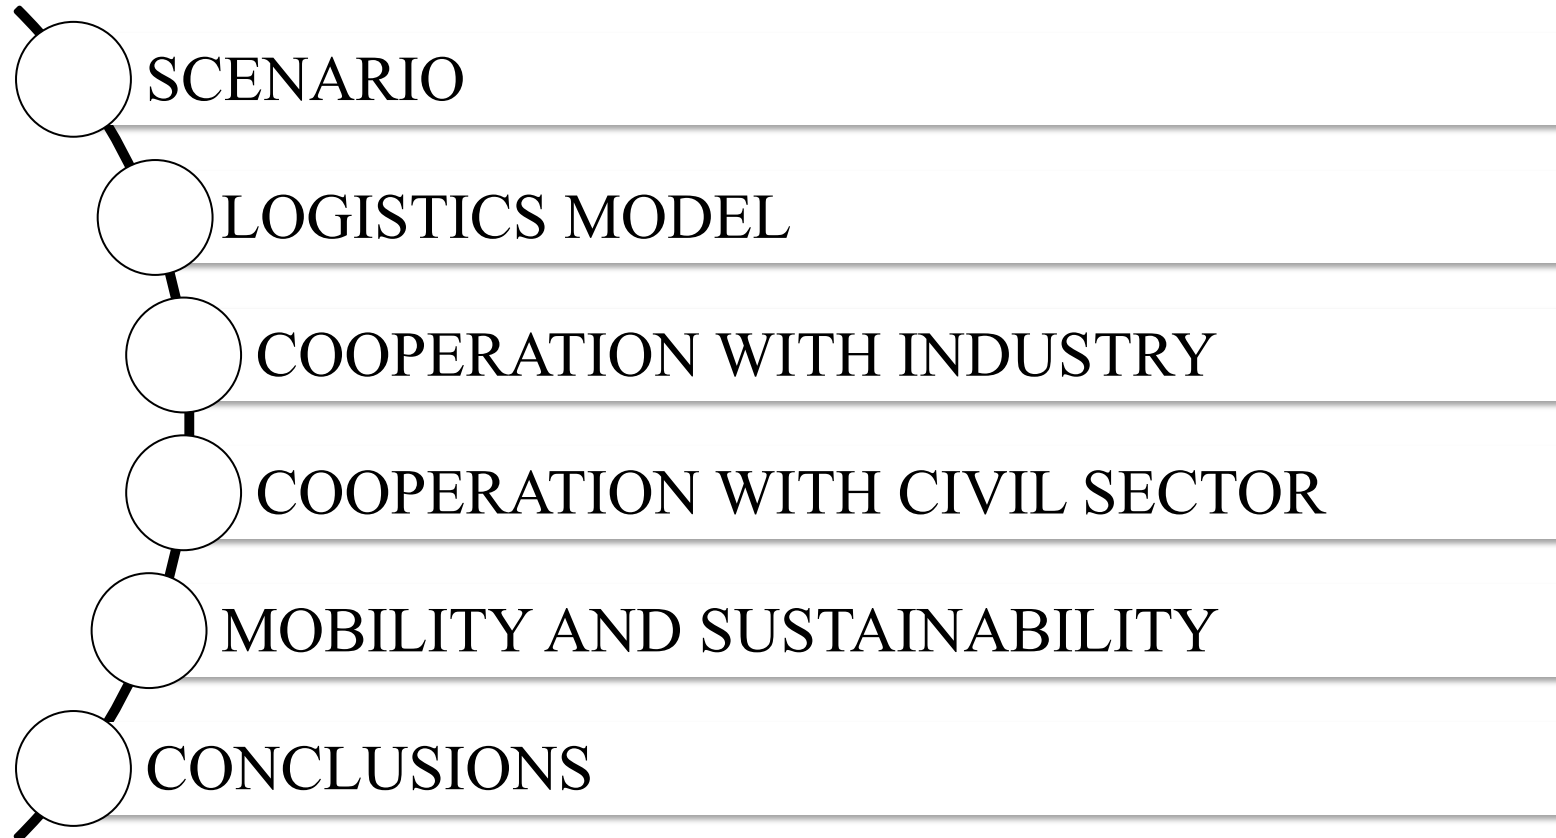 SCENARIO
LOGISTICS MODEL
COOPERATION WITH INDUSTRY
COOPERATION WITH CIVIL SECTOR
MOBILITY AND SUSTAINABILITY
CONCLUSIONS